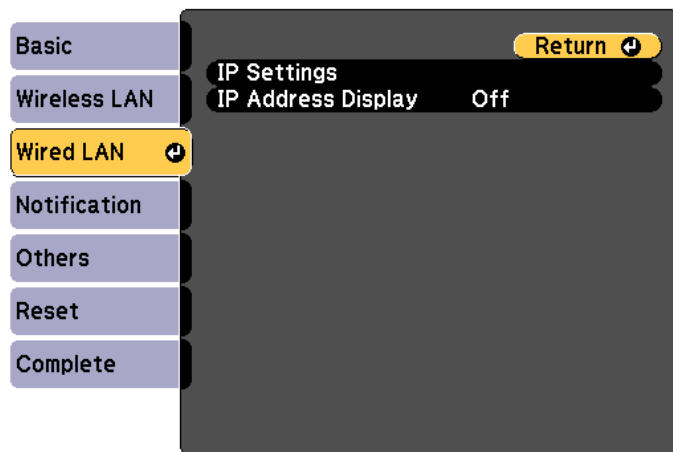 Basic
Wireless LAN
Wired LAN
Notification
Others
Reset
Complete
Return
IP Settings
IP Address Display Off